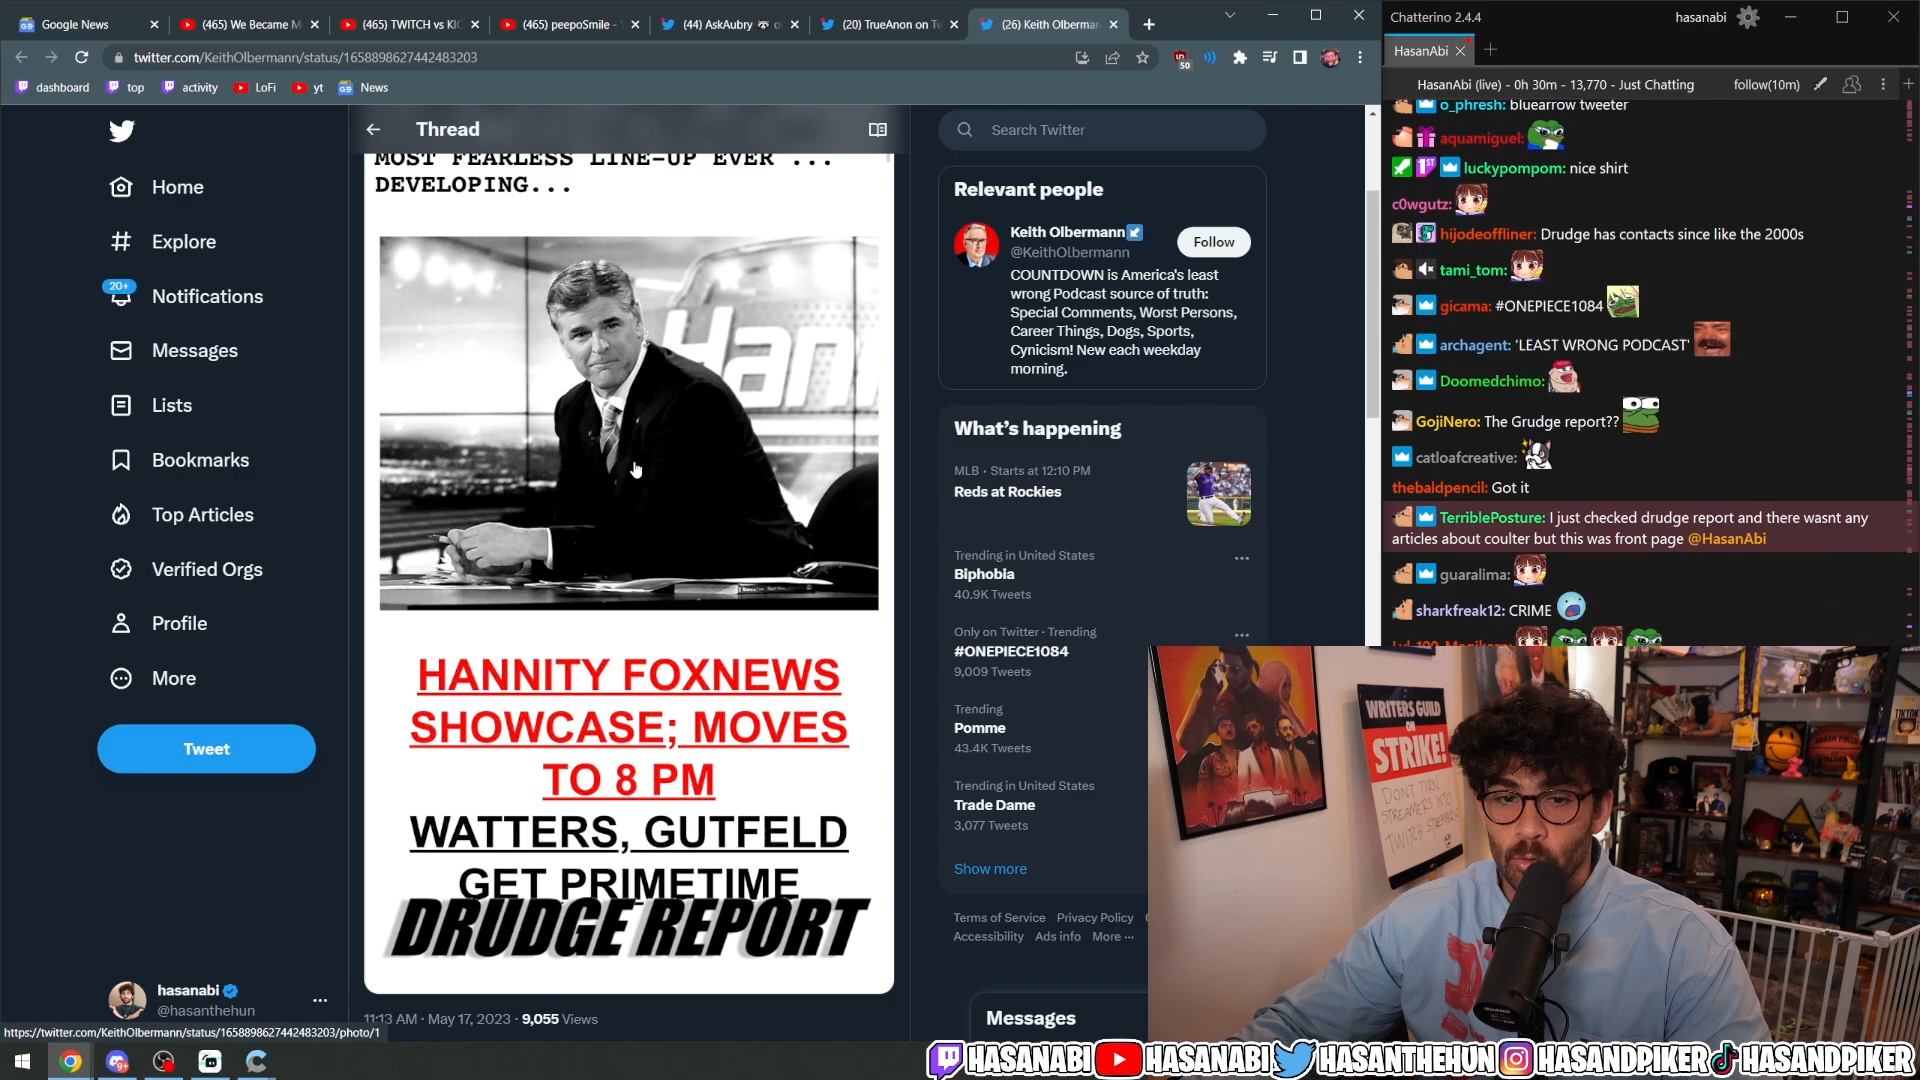 Google News
(465) We Became M
(465) TWITCH vs KIC
(465) peepoSmile -
(44) AskAubry
(20) TrueAnon on Tw
(26) Keith Olberman
twitter.com/KeithOlbermann/status/1658898627442483203
50
dashboard
top
activity
LoFi
yt
News
Home
Explore
20+
Notifications
Messages
Lists
Bookmarks
Top Articles
Verified Orgs
Profile
More
Tweet
hasanabi
@hasanthehun
https://twitter.com/KeithOlbermann/status/1658898627442483203/photo/1
Thread
MOST FEARLESS LINE-UP EVER ...
DEVELOPING...
Han
HANNITY FOXNEWS
SHOWCASE; MOVES
TO 8 PM
WATTERS, GUTFELD
GET PRIMETIME
DRUDGE REPORT
11:13 AM · May 17, 2023 · 9,055 Views
Search Twitter
Relevant people
Keith Olbermann
@KeithOlbermann
Follow
COUNTDOWN is America's least
wrong Podcast source of truth:
Special Comments, Worst Persons,
Career Things, Dogs, Sports,
Cynicism! New each weekday
morning.
What's happening
MLB · Starts at 12:10 PM
Reds at Rockies
Trending in United States
Biphobia
40.9K Tweets
Only on Twitter · Trending
#ONEPIECE1084
9,009 Tweets
Trending
Pomme
43.4K Tweets
Trending in United States
Trade Dame
3,077 Tweets
Show more
Terms of Service Privacy Policy
Accessibility Ads info More ···
Messages
Chatterino 2.4.4
hasanabi
HasanAbi
HasanAbi (live) - 0h 30m - 13,770 - Just Chatting
follow(10m)
o_phresh: bluearrow tweeter
aquamiguel:
1ST luckypompom: nice shirt
c0wgutz:
hijodeoffliner: Drudge has contacts since like the 2000s
tami_tom:
gicama: #ONEPIECE1084
archagent: 'LEAST WRONG PODCAST'
Doomedchimo:
GojiNero: The Grudge report??
catloafcreative:
thebaldpencil: Got it
TerriblePosture: I just checked drudge report and there wasnt any
articles about coulter but this was front page @HasanAbi
guaralima:
sharkfreak12: CRIME
WRITERS GUILD
ON
STRIKE!
DON'T TURN
STREAMERS INTO
TWITCH STREAMERS
HASANABI HASANABI HASANTHEHUN HASANDPIKER HASANDPIKER